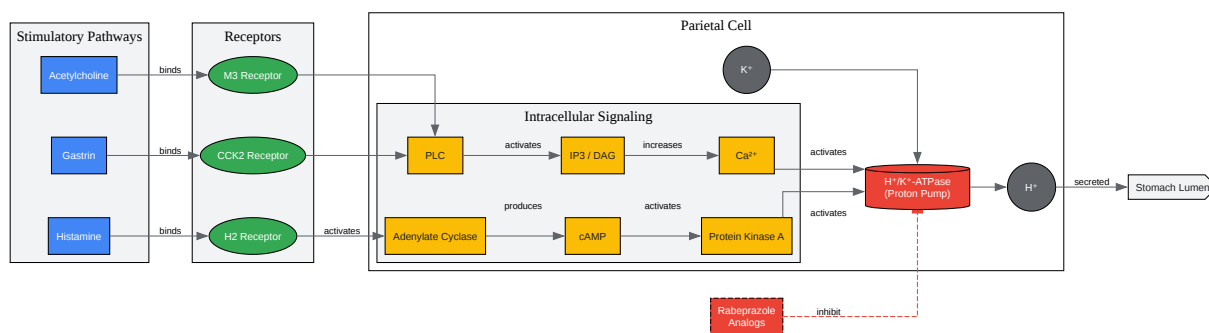 Stimulatory Pathways
Receptors
Parietal Cell
Acetylcholine
binds
M3 Receptor
K⁺
Intracellular Signaling
Gastrin
binds
CCK2 Receptor
PLC
activates
IP3 / DAG
increases
Ca²⁺
activates
H⁺/K⁺-ATPase
(Proton Pump)
H⁺
secreted
Stomach Lumen
Histamine
binds
H2 Receptor
activates
Adenylate Cyclase
produces
cAMP
activates
Protein Kinase A
activates
Rabeprazole
Analogs
inhibit